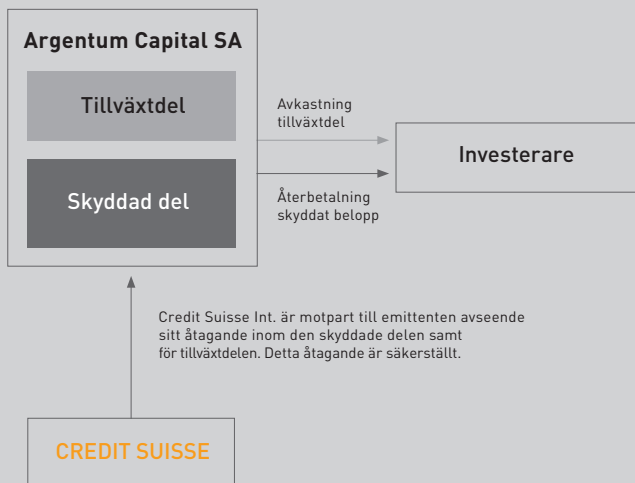 Argentum Capital SA
Tillväxtdel
Skyddad del
Avkastning
tillväxtdel
Återbetalning
skyddat belopp
Investerare
Credit Suisse Int. är motpart till emittenten avseende
sitt åtagande inom den skyddade delen samt
för tillväxtdelen. Detta åtagande är säkerställt.
CREDIT SUISSE